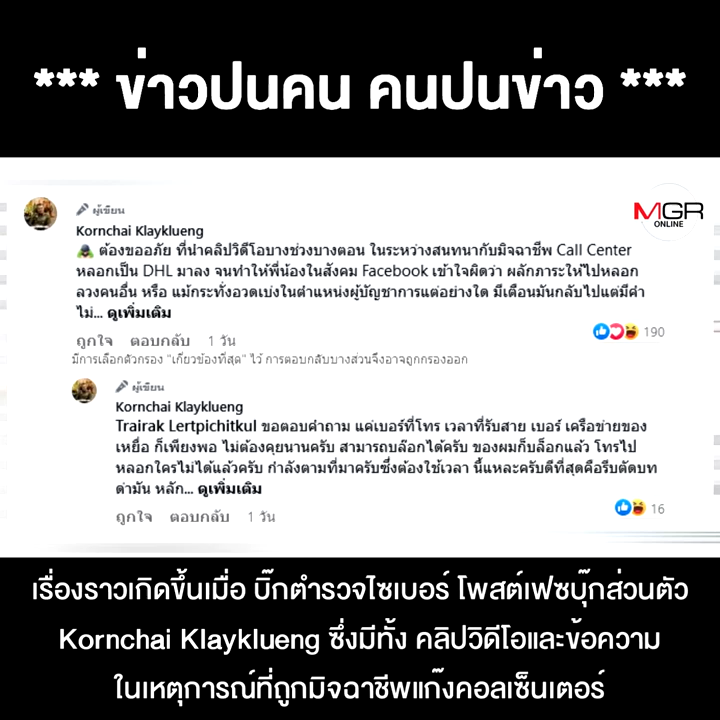 *** ข่าวปนคน คนปนข่าว ***
MGR
ONLINE
ผู้เขียน
Kornchai Klayklueng
ต้องขออภัย ที่นำคลิปวิดีโอบางช่วงบางตอน ในระหว่างสนทนากับมิจฉาชีพ Call Center
หลอกเป็น DHL มาลง จนทำให้พี่น้องในสังคม Facebook เข้าใจผิดว่า ผลักภาระให้ไปหลอก
ลวงคนอื่น หรือ แม้กระทั่งอวดเบ่งในตำแหน่งผู้บัญชาการแต่อย่างใด มีเตือนมันกลับไปแต่มีคำ
ไม่... ดูเพิ่มเติม
ถูกใจ ตอบกลับ 1 วัน
190
มีการเลือกตัวกรอง "เกี่ยวข้องที่สุด" ไว้ การตอบกลับบางส่วนจึงอาจถูกกรองออก
ผู้เขียน
Kornchai Klayklueng
Trairak Lertpichitkul ขอตอบคำถาม แค่เบอร์ที่โทร เวลาที่รับสาย เบอร์ เครือข่ายของ
เหยื่อ ก็เพียงพอ ไม่ต้องคุยนานครับ สามารถบล๊อกได้ครับ ของผมก็บล็อกแล้ว โทรไป
หลอกใครไม่ได้แล้วครับ กำลังตามที่มาครับซึ่งต้องใช้เวลา นี้แหละครับดีที่สุดคือรีบตัดบท
ด่ามัน หลัก... ดูเพิ่มเติม
ถูกใจ ตอบกลับ 1 วัน
16
เรื่องราวเกิดขึ้นเมื่อ บิ๊กตำรวจไซเบอร์ โพสต์เฟซบุ๊กส่วนตัว
Kornchai Klayklueng ซึ่งมีทั้ง คลิปวิดีโอและข้อความ
ในเหตุการณ์ที่ถูกมิจฉาชีพแก๊งคอลเซ็นเตอร์